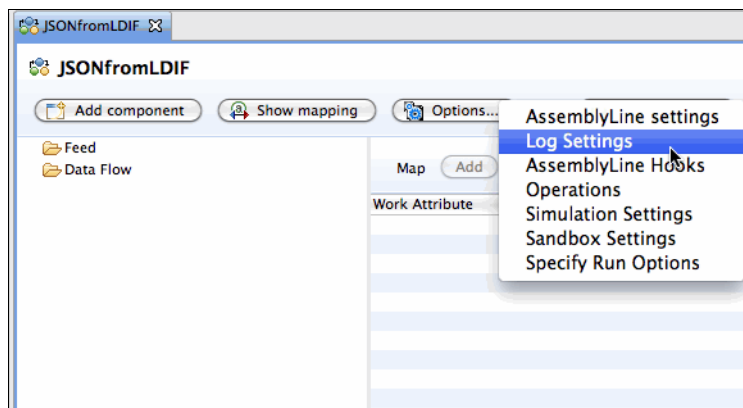 JSONfromLDIF
JSONfromLDIF
Add component
Show mapping
Options...
Feed
Data Flow
Map
Add
Work Attribute
AssemblyLine settings
Log Settings
AssemblyLine Hooks
Operations
Simulation Settings
Sandbox Settings
Specify Run Options